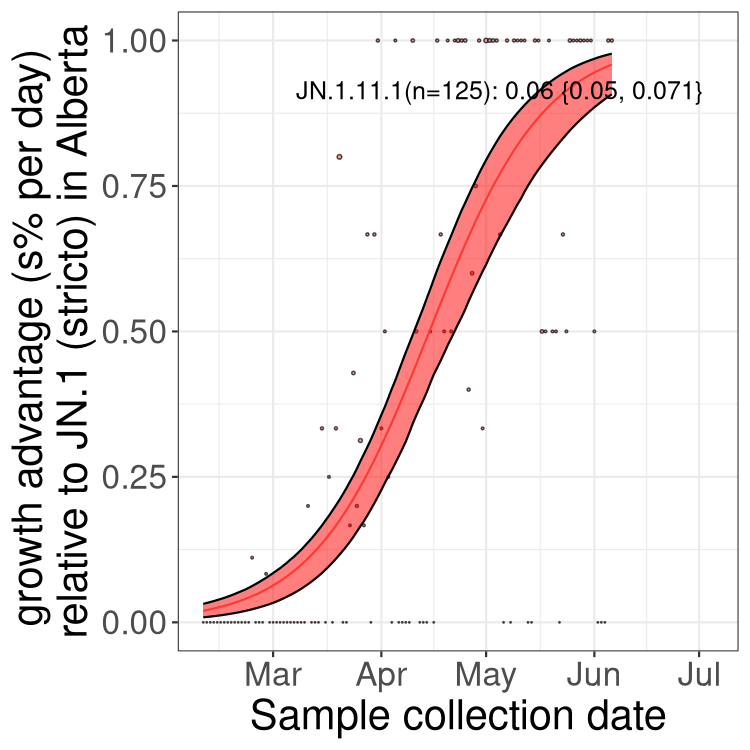 growth advantage (s% per day)
relative to JN.1 (stricto) in Alberta
1.00
0.75
0.50
0.25
0.00
JN.1.11.1(n=125): 0.06 {0.05, 0.071}
Mar Apr May Jun Jul
Sample collection date